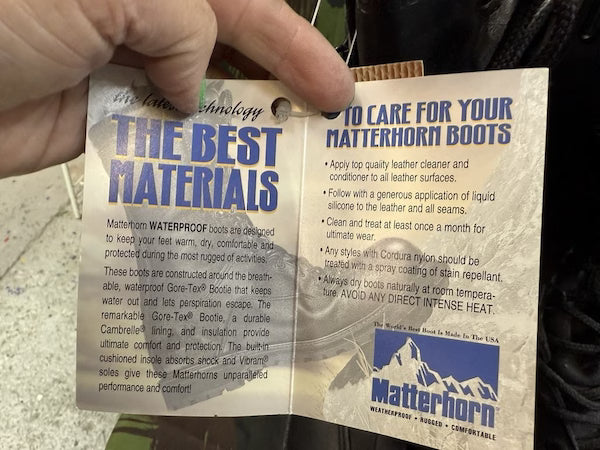 the latest technology
THE BEST
MATERIALS
Matterhorn WATERPROOF boots are designed
to keep your feet warm, dry, comfortable and
protected during the most rugged of activities.
These boots are constructed around the breath-
able, waterproof Gore-Tex® Bootie that keeps
water out and lets perspiration escape. The
remarkable Gore-Tex® Bootie, a durable
Cambrelle® lining, and insulation provide
ultimate comfort and protection. The built-in
cushioned insole absorbs shock and Vibram®
soles give these Matterhorns unparalleled
performance and comfort!
TO CARE FOR YOUR
MATTERHORN BOOTS
• Apply top quality leather cleaner and
conditioner to all leather surfaces.
• Follow with a generous application of liquid
silicone to the leather and all seams.
• Clean and treat at least once a month for
ultimate wear.
• Any styles with Cordura nylon should be
treated with a spray coating of stain repellant.
• Always dry boots naturally at room tempera-
ture. AVOID ANY DIRECT INTENSE HEAT.
The World's Best Boot Is Made In The USA
Matterhorn
WEATHERPROOF • RUGGED • COMFORTABLE